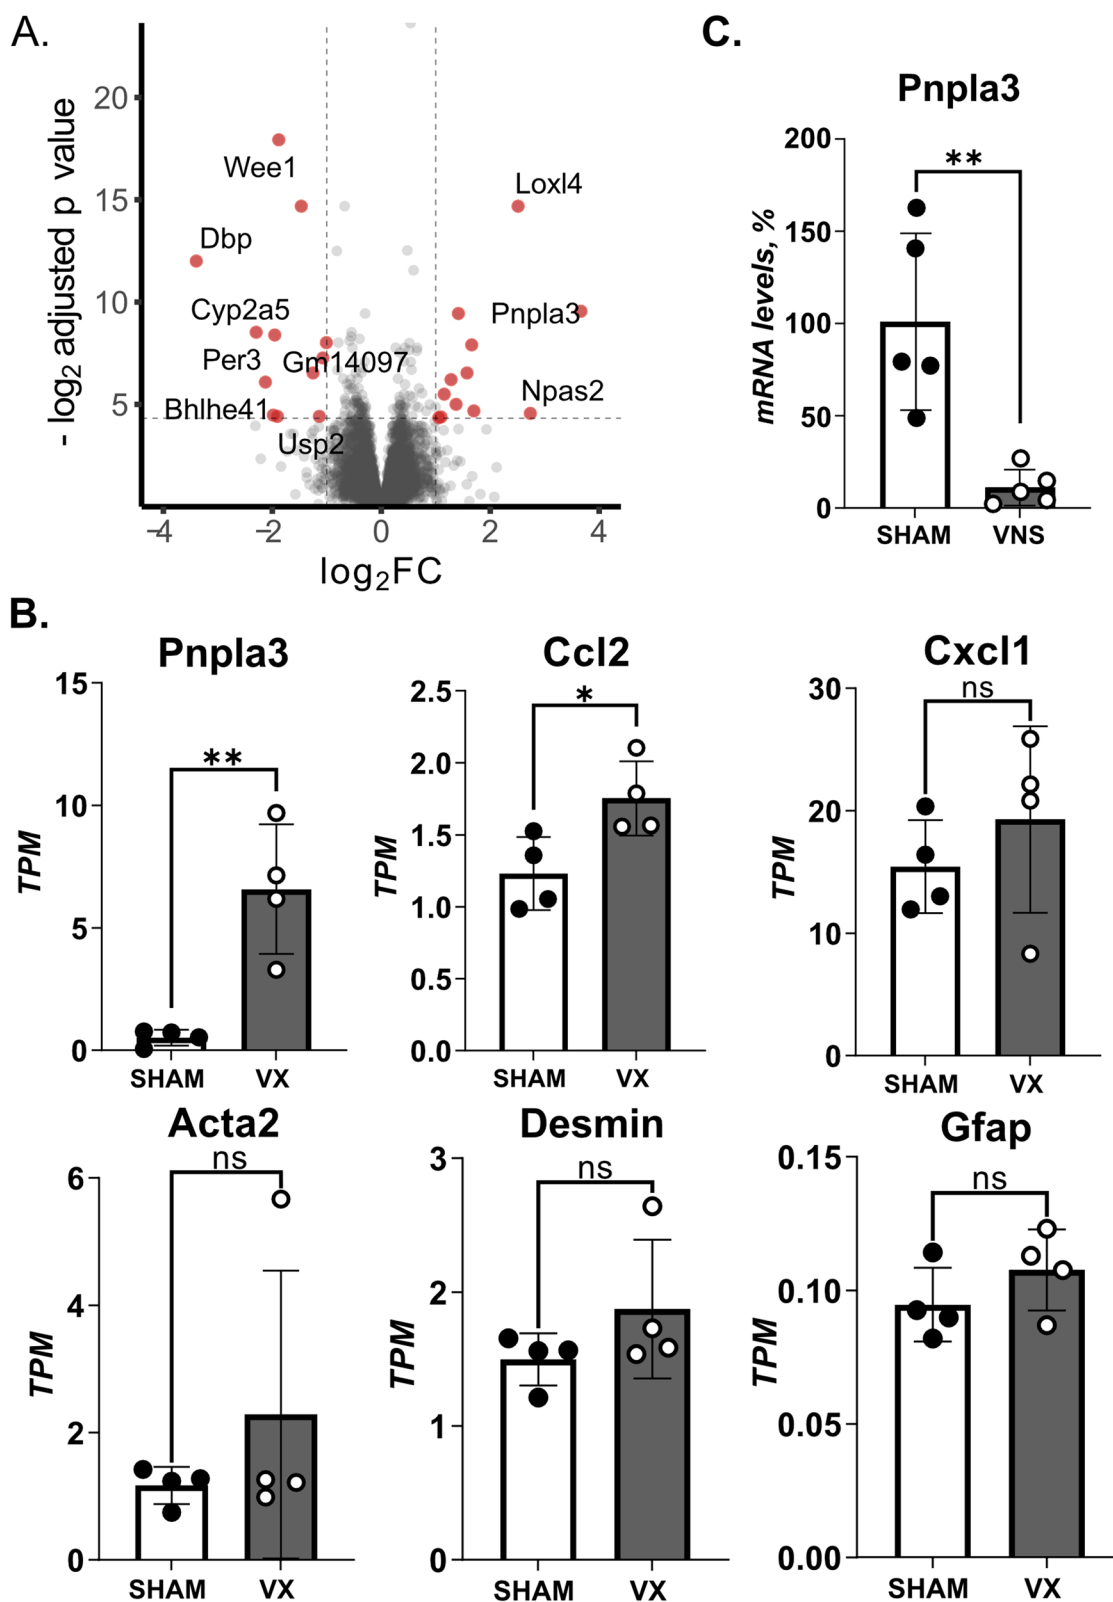 A.
- log2 adjusted p value
20
15
10
5
Wee1
Loxl4
Dbp
Cyp2a5
Pnpla3
Per3
Gm14097
Npas2
Bhlhe41
Usp2
−4
−2
0
2
4
log2FC
C.
Pnpla3
mRNA levels, %
200
150
100
50
0
**
SHAM
VNS
B.
Pnpla3
TPM
15
10
5
0
**
SHAM
VX
Ccl2
TPM
2.5
2.0
1.5
1.0
0.5
0.0
*
SHAM
VX
Cxcl1
TPM
30
20
10
0
ns
SHAM
VX
Acta2
TPM
6
4
2
0
ns
SHAM
VX
Desmin
TPM
3
2
1
0
ns
SHAM
VX
Gfap
TPM
0.15
0.10
0.05
0.00
ns
SHAM
VX